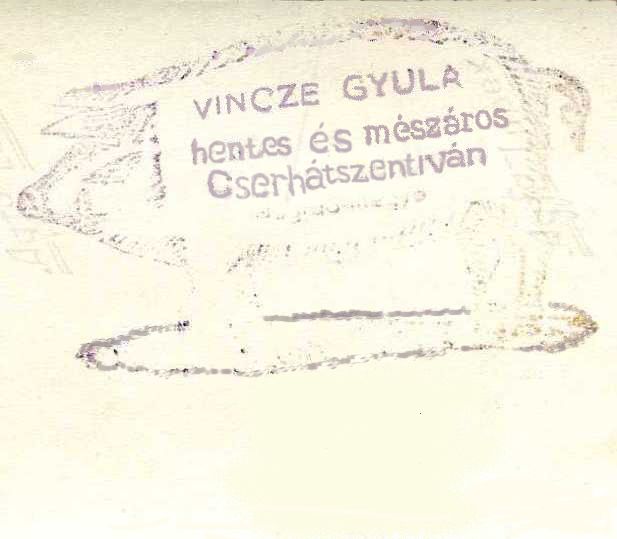 VINCZE GYULA
hentes és mészáros
Cserhátszentiván